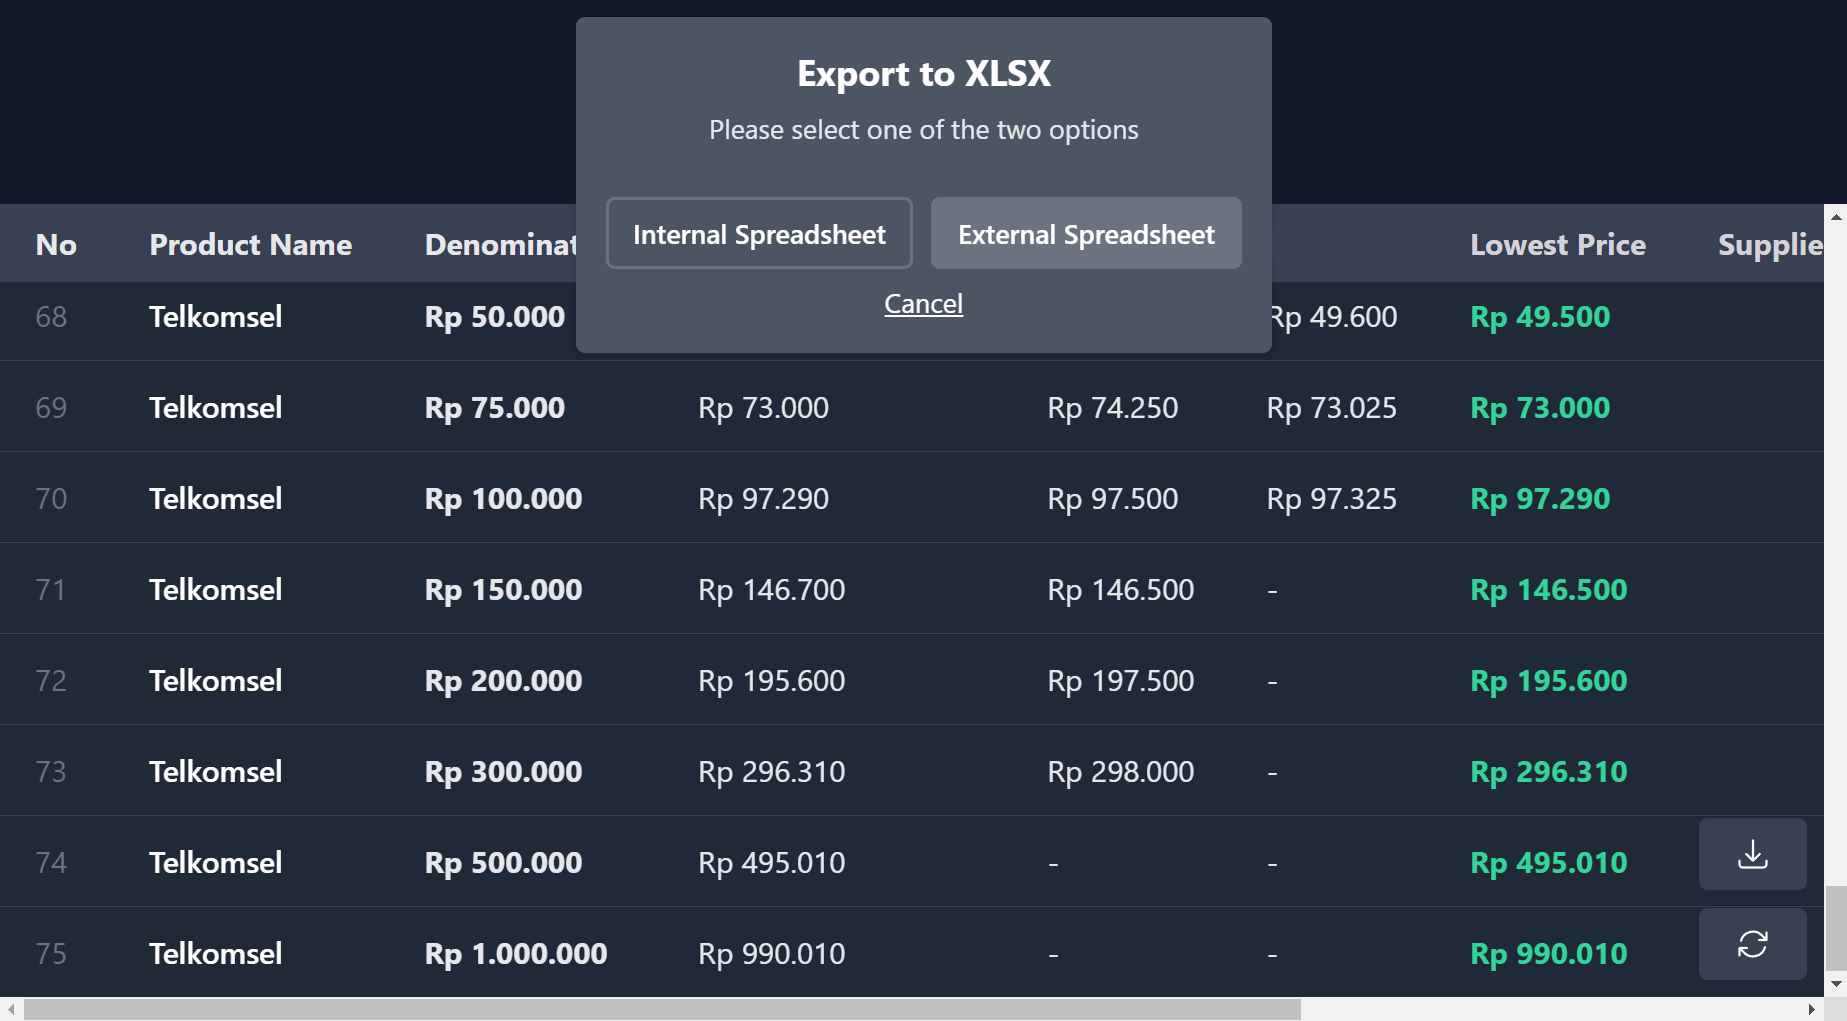 Export to XLSX
Please select one of the two options
Internal Spreadsheet External Spreadsheet
Cancel
No Product Name Lowest Price
68 Telkomsel Rp 50.000 Rp 49.600 Rp 49.500
69 Telkomsel Rp 75.000 Rp 73.000 Rp 74.250 Rp 73.025 Rp 73.000
70 Telkomsel Rp 100.000 Rp 97.290 Rp 97.500 Rp 97.325 Rp 97.290
71 Telkomsel Rp 150.000 Rp 146.700 Rp 146.500 - Rp 146.500
72 Telkomsel Rp 200.000 Rp 195.600 Rp 197.500 - Rp 195.600
73 Telkomsel Rp 300.000 Rp 296.310 Rp 298.000 - Rp 296.310
74 Telkomsel Rp 500.000 Rp 495.010 - - Rp 495.010
75 Telkomsel Rp 1.000.000 Rp 990.010 - - Rp 990.010